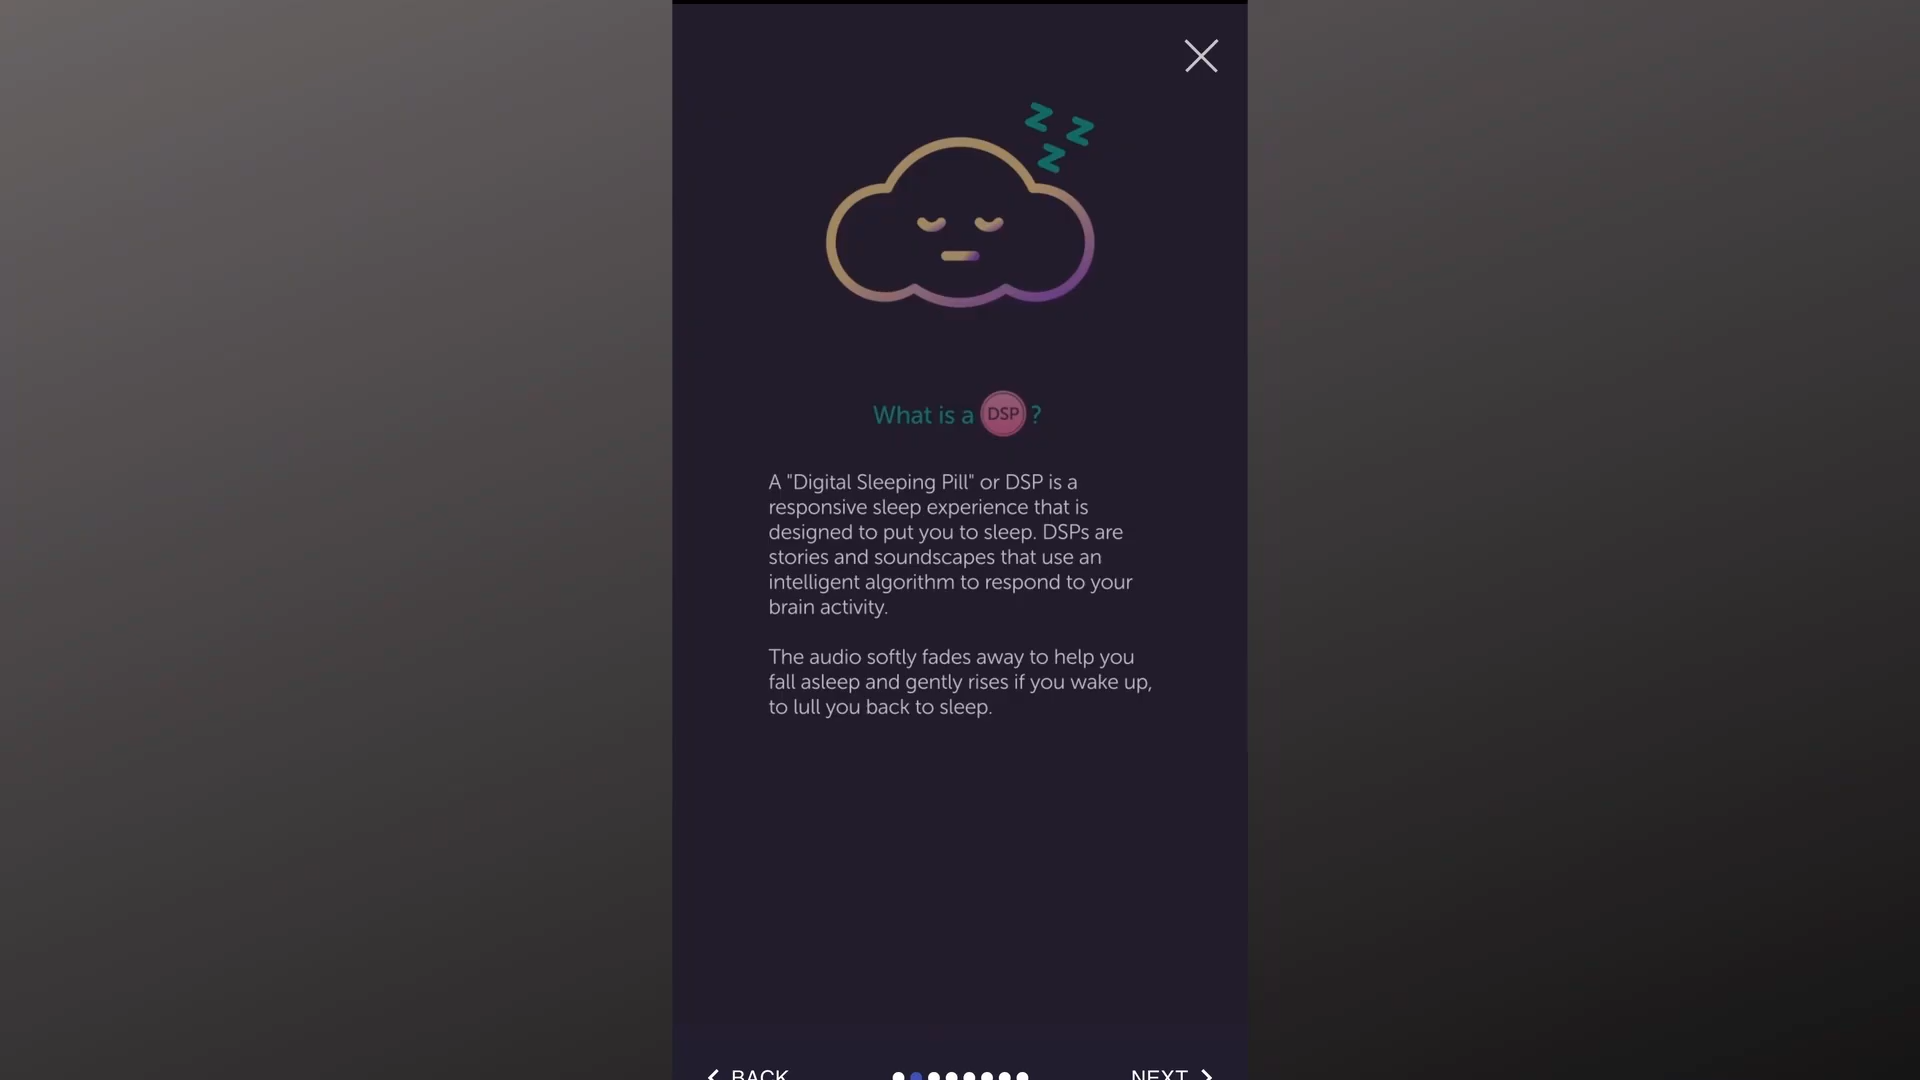 z z
z
What is a DSP ?
A "Digital Sleeping Pill" or DSP is a
responsive sleep experience that is
designed to put you to sleep. DSPs are
stories and soundscapes that use an
intelligent algorithm to respond to your
brain activity.
The audio softly fades away to help you
fall asleep and gently rises if you wake up,
to lull you back to sleep.
BACK NEXT